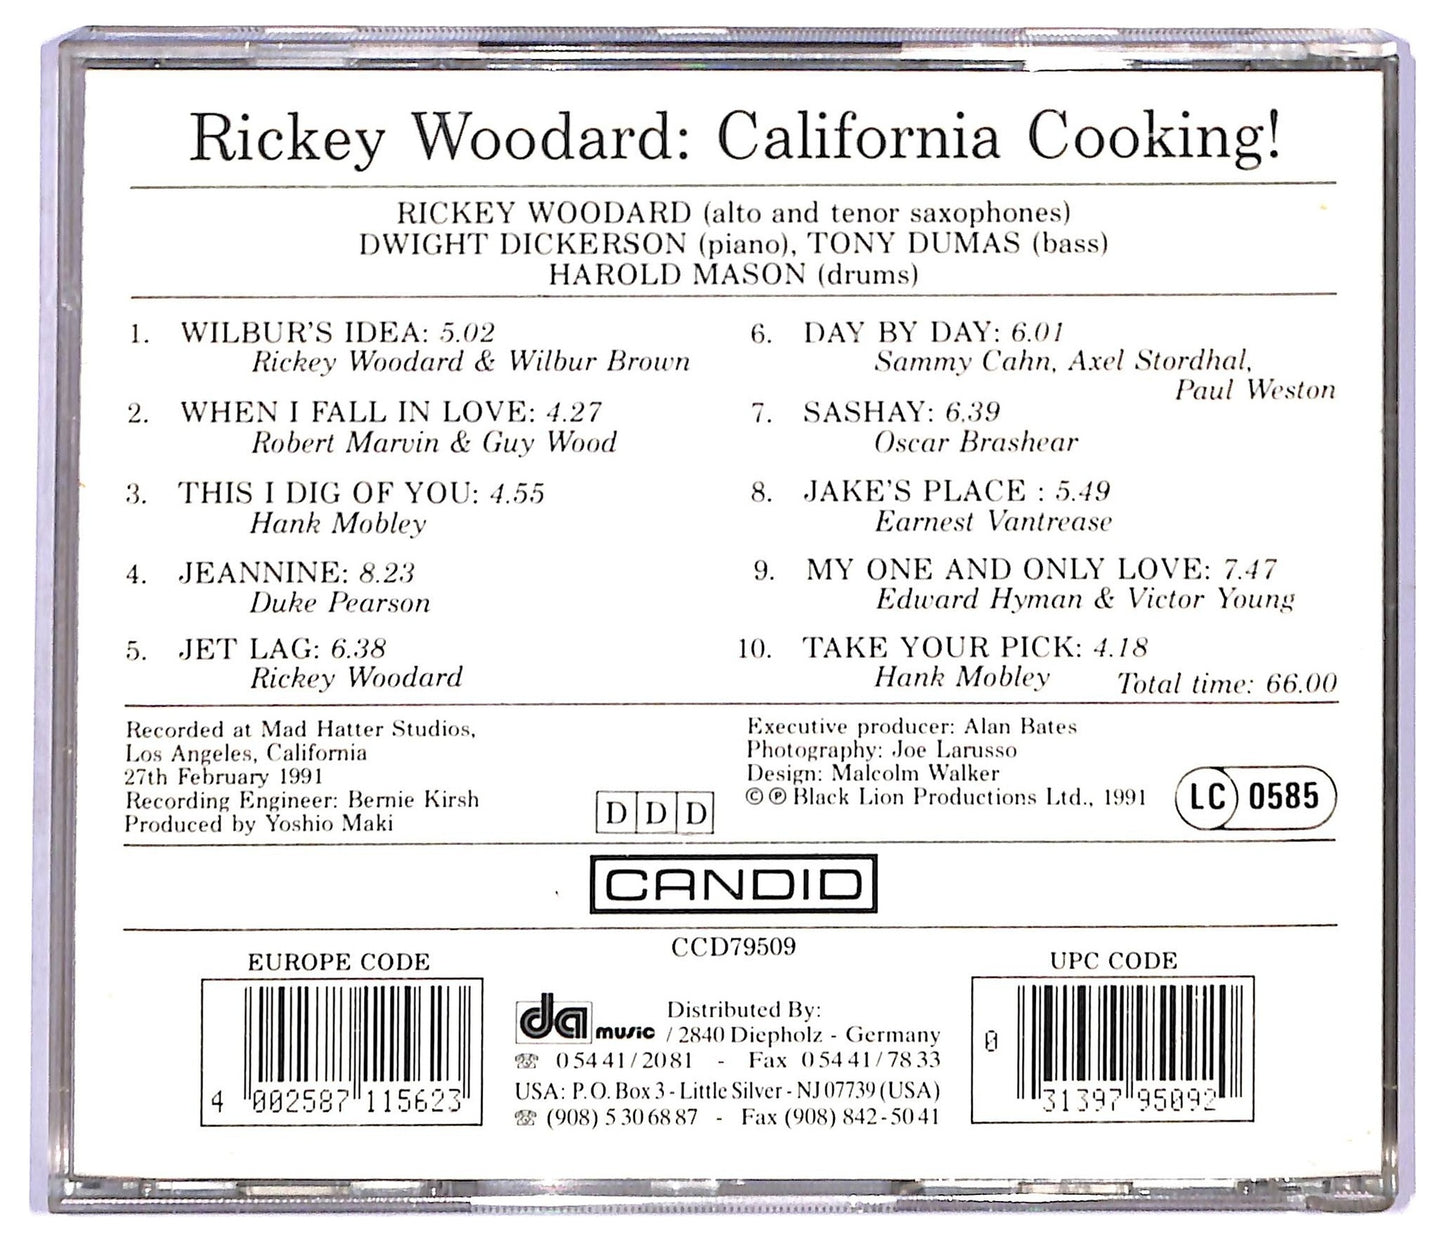 Rickey Woodard: California Cooking!
RICKEY WOODARD (alto and tenor saxophones)
DWIGHT DICKERSON (piano), TONY DUMAS (bass)
HAROLD MASON (drums)
1. WILBUR'S IDEA: 5.02
Rickey Woodard & Wilbur Brown
2. WHEN I FALL IN LOVE: 4.27
Robert Marvin & Guy Wood
3. THIS I DIG OF YOU: 4.55
Hank Mobley
4. JEANNINE: 8.23
Duke Pearson
5. JET LAG: 6.38
Rickey Woodard
6. DAY BY DAY: 6.01
Sammy Cahn, Axel Stordhal,
Paul Weston
7. SASHAY: 6.39
Oscar Brashear
8. JAKE'S PLACE : 5.49
Earnest Vantrease
9. MY ONE AND ONLY LOVE: 7.47
Edward Hyman & Victor Young
10. TAKE YOUR PICK: 4.18
Hank Mobley Total time: 66.00
Recorded at Mad Hatter Studios,
Los Angeles, California
27th February 1991
Recording Engineer: Bernie Kirsh
Produced by Yoshio Maki
DDD
Executive producer: Alan Bates
Photography: Joe Larusso
Design: Malcolm Walker
© ℗ Black Lion Productions Ltd., 1991
LC 0585
CANDID
CCD79509
EUROPE CODE
4 002587 115623
da music
Distributed By:
/ 2840 Diepholz - Germany
☏ 05441/2081 - Fax 05441/7833
USA: P.O. Box 3 - Little Silver - NJ 07739 (USA)
☏ (908) 5306887 - Fax (908) 842-5041
UPC CODE
0 31397 95092